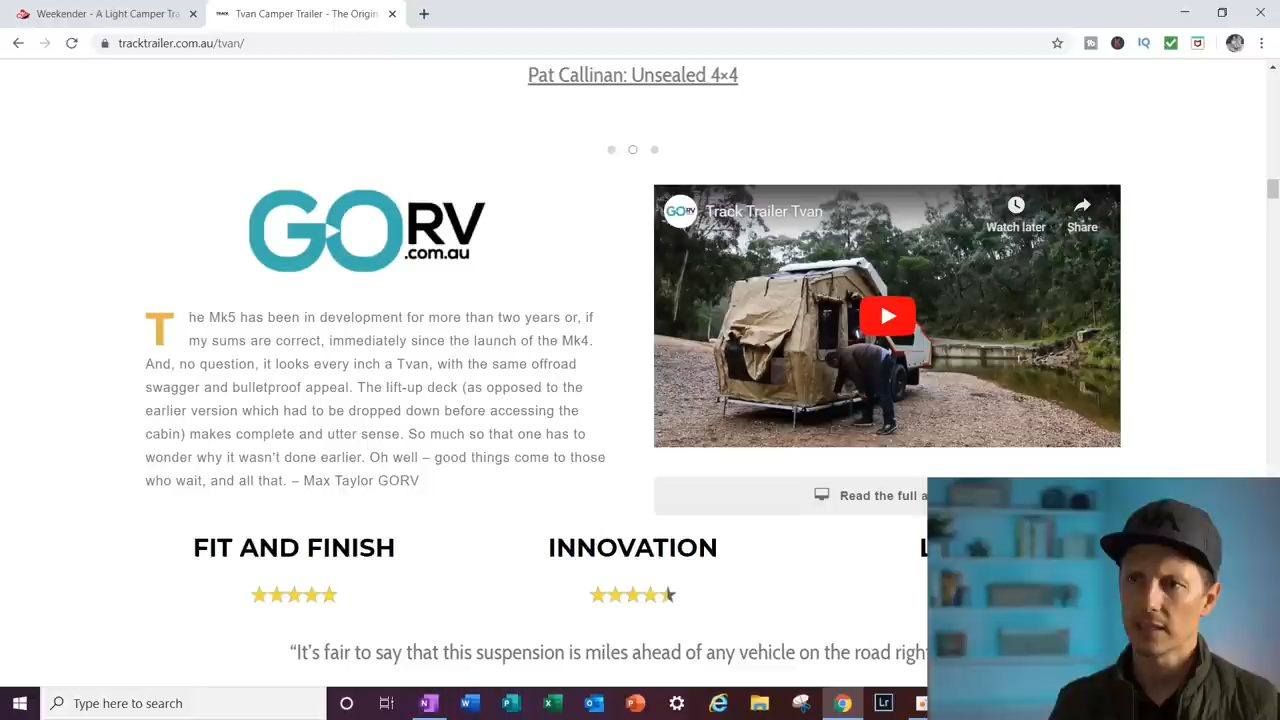 Weekender - A Light Camper Tra
Tvan Camper Trailer - The Origin
tracktrailer.com.au/tvan/
Pat Callinan: Unsealed 4×4
GORV
.com.au
GORV
Track Trailer Tvan
Watch later
Share
The Mk5 has been in development for more than two years or, if
my sums are correct, immediately since the launch of the Mk4.
And, no question, it looks every inch a Tvan, with the same offroad
swagger and bulletproof appeal. The lift-up deck (as opposed to the
earlier version which had to be dropped down before accessing the
cabin) makes complete and utter sense. So much so that one has to
wonder why it wasn't done earlier. Oh well – good things come to those
who wait, and all that. – Max Taylor GORV
Read the full a
FIT AND FINISH
INNOVATION
“It's fair to say that this suspension is miles ahead of any vehicle on the road righ
Type here to search